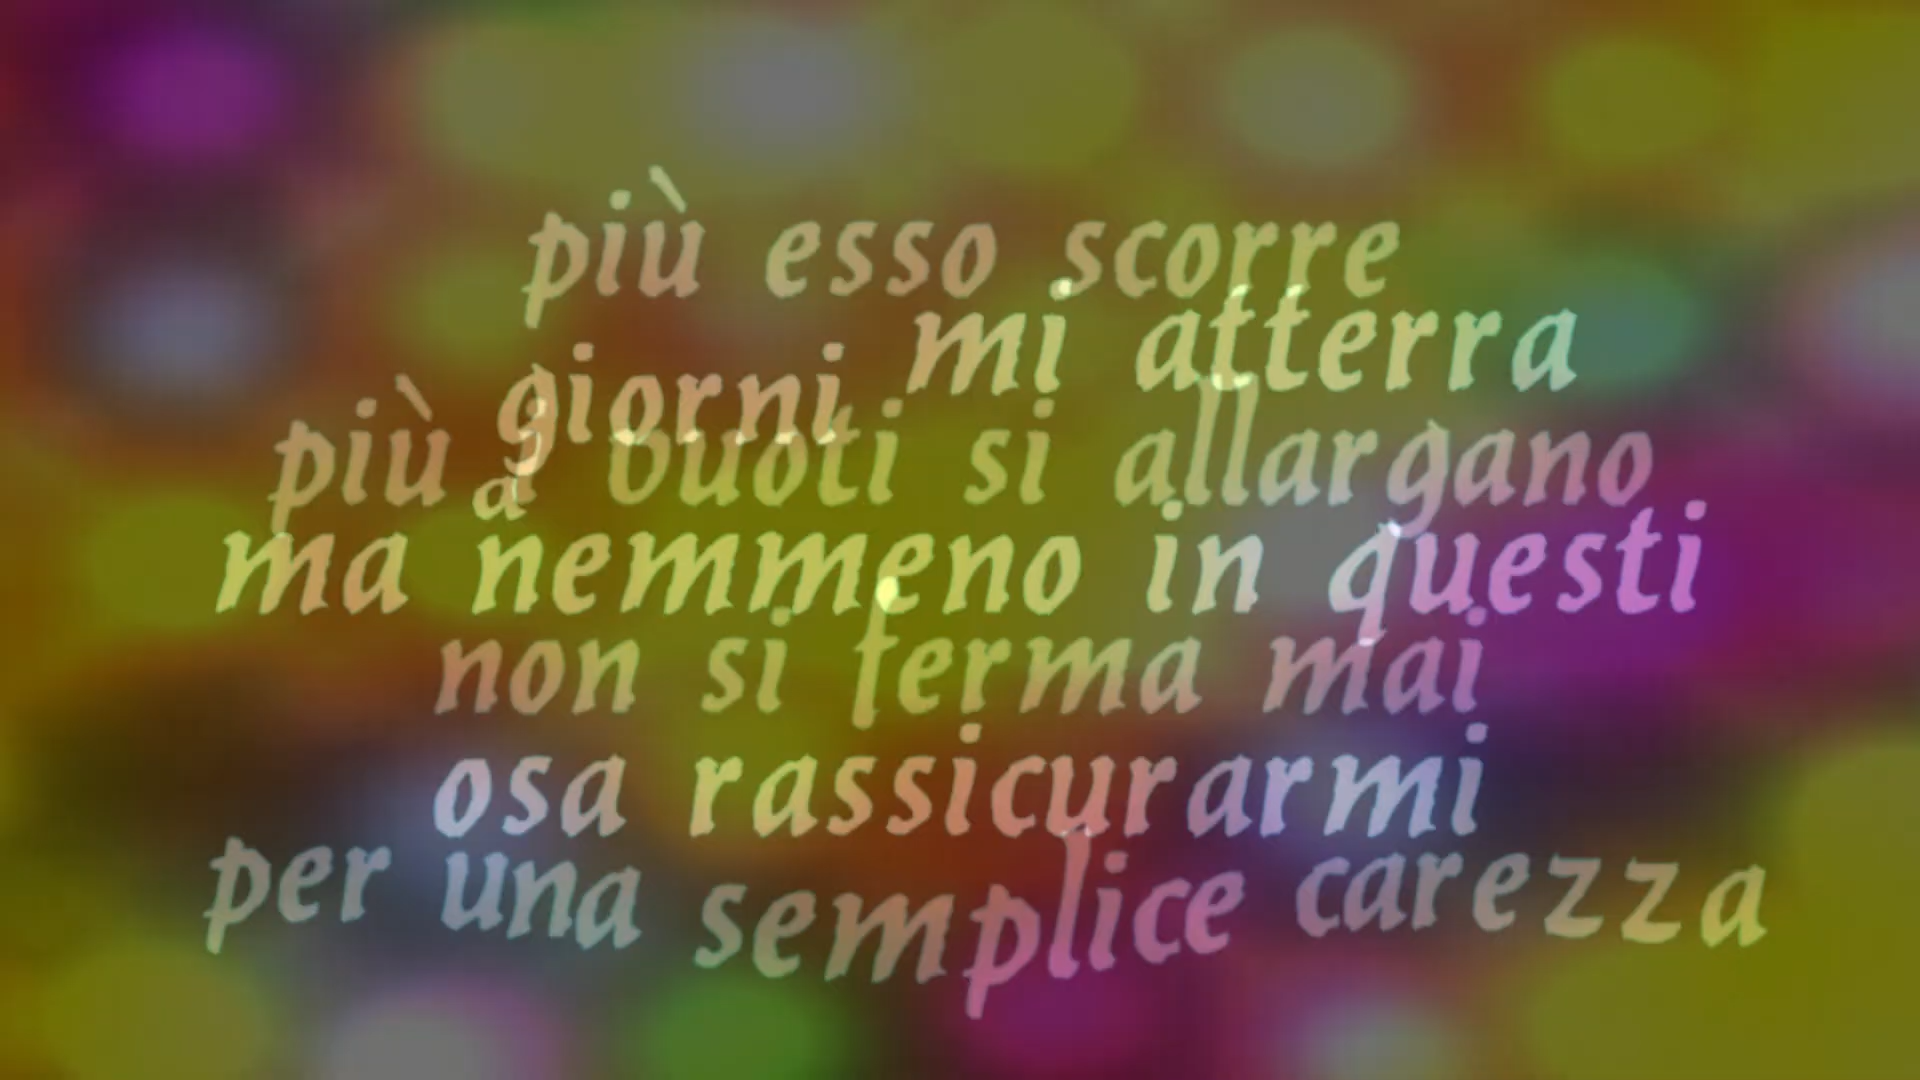 più esso scorre
mi atterra
giorni
più i vuoti si allargano
a
ma nemmeno in questi
non si ferma mai
osa rassicurarmi
per una semplice carezza